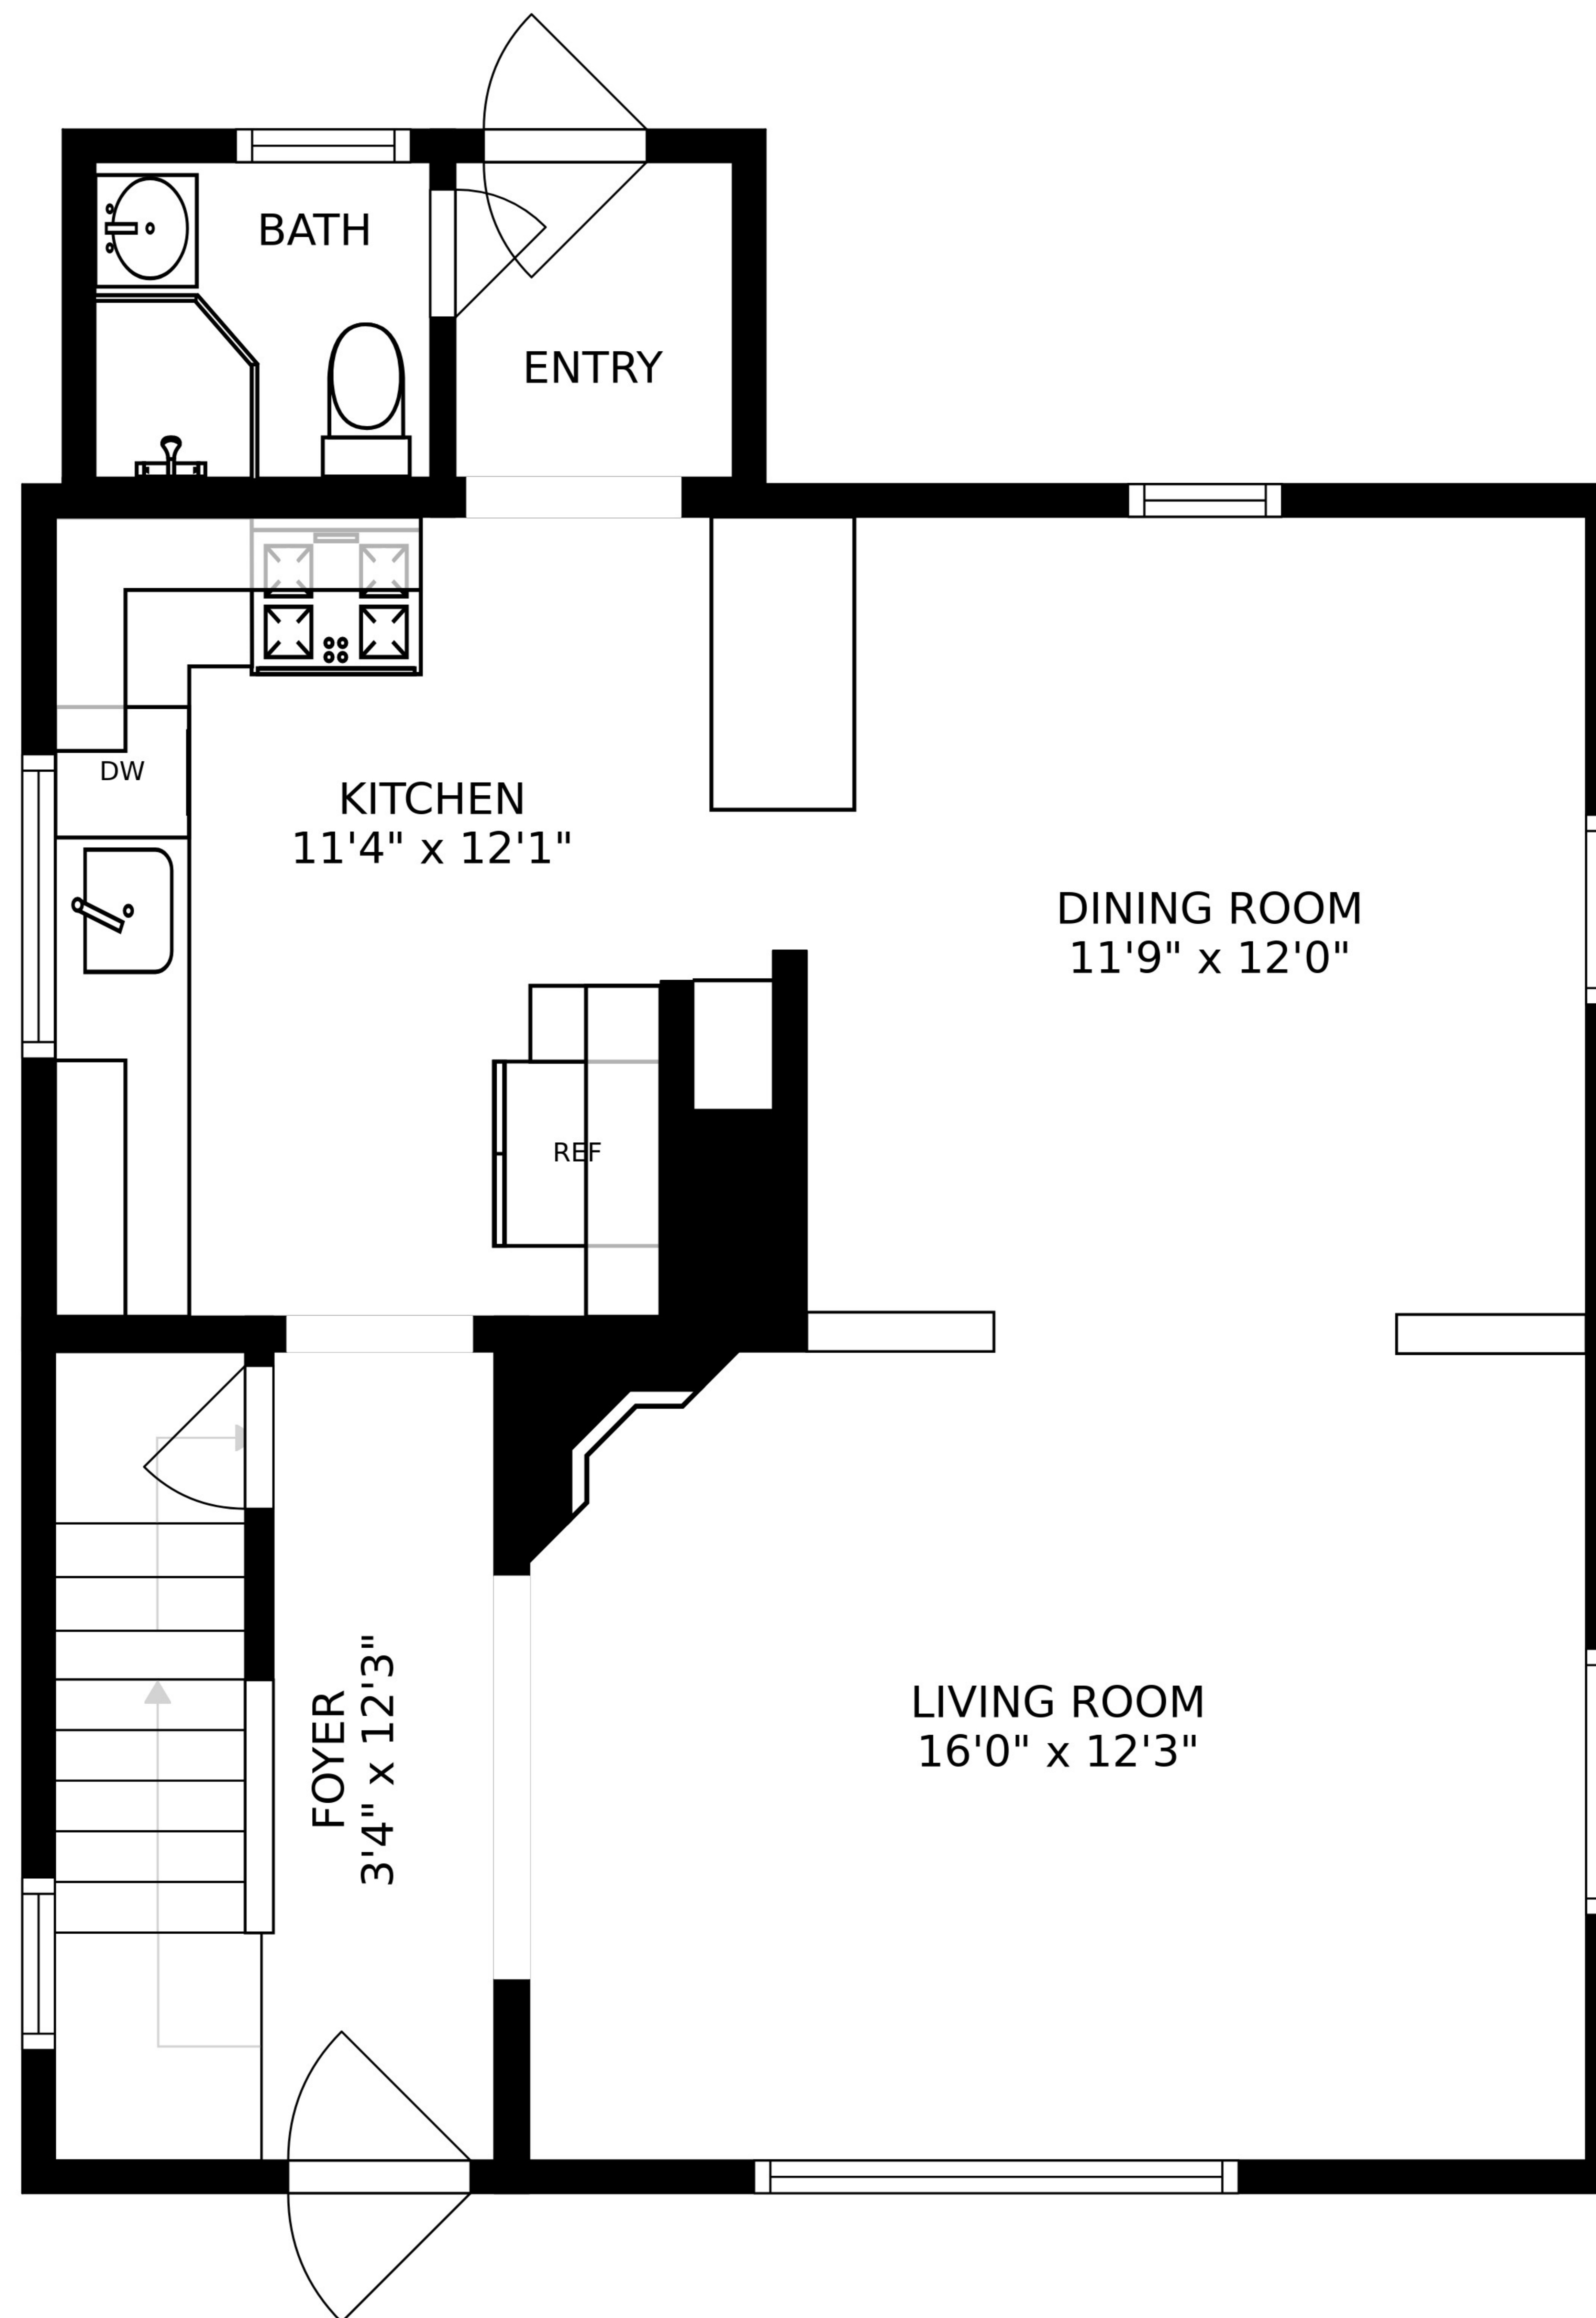 BATH
ENTRY
DW
KITCHEN
11'4" x 12'1"
DINING ROOM
11'9" x 12'0"
REF
FOYER
3'4" x 12'3"
LIVING ROOM
16'0" x 12'3"